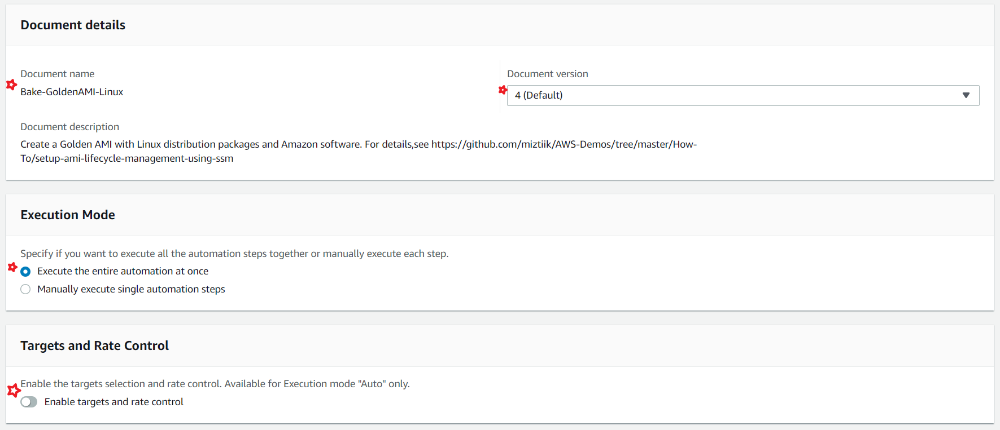 Document details
Document name
Bake-GoldenAMI-Linux
Document version
4 (Default)
Document description
Create a Golden AMI with Linux distribution packages and Amazon software. For details,see https://github.com/miztiik/AWS-Demos/tree/master/How-
To/setup-ami-lifecycle-management-using-ssm
Execution Mode
Specify if you want to execute all the automation steps together or manually execute each step.
Execute the entire automation at once
Manually execute single automation steps
Targets and Rate Control
Enable the targets selection and rate control. Available for Execution mode "Auto" only.
Enable targets and rate control